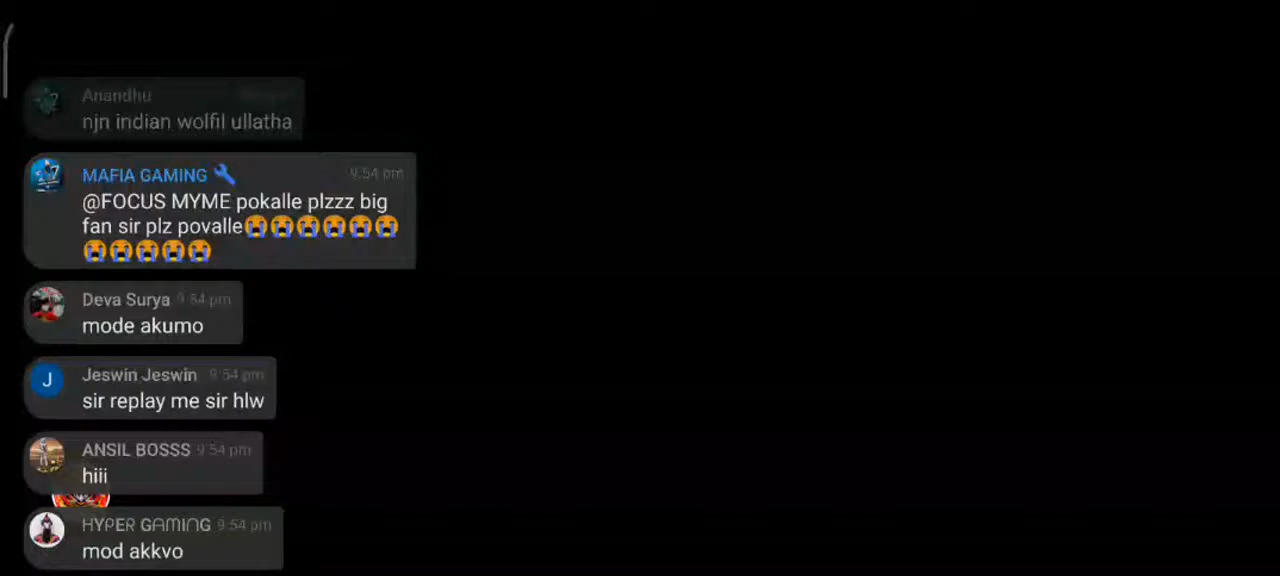 Anandhu
njn indian wolfil ullatha
MAFIA GAMING 🔧 9:54 pm
@FOCUS MYME pokalle plzzz big
fan sir plz povalle😭😭😭😭😭😭
😭😭😭😭😭
Deva Surya 9:54 pm
mode akumo
J
Jeswin Jeswin 9:54 pm
sir replay me sir hlw
ANSIL BOSSS 9:54 pm
hiii
HYPER GAMING 9:54 pm
mod akkvo